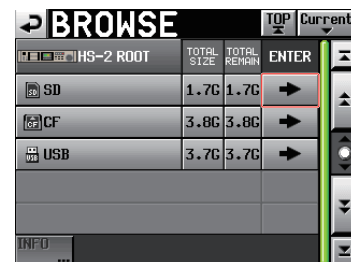 BROWSE TOP Current
HS-2 ROOT TOTAL SIZE TOTAL REMAIN ENTER
SD 1.7G 1.7G
CF 3.8G 3.8G
USB 3.7G 3.7G
INFO ...